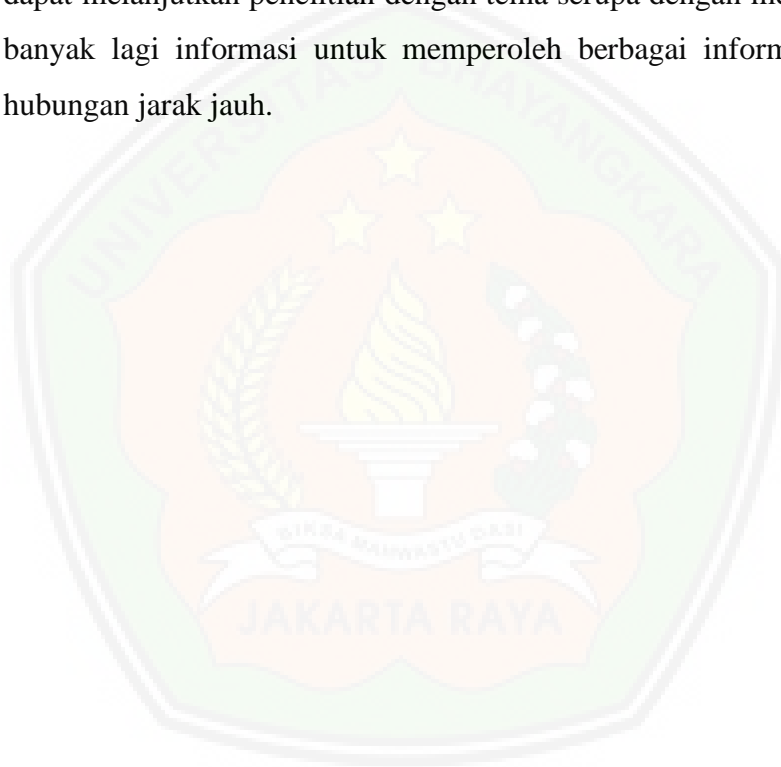 dapat melanjutkan penelitian dengan tema serupa dengan
banyak lagi informasi untuk memperoleh berbagai
hubungan jarak jauh.
UNIVERSITAS BHAYANGKARA
JAKARTA RAYA